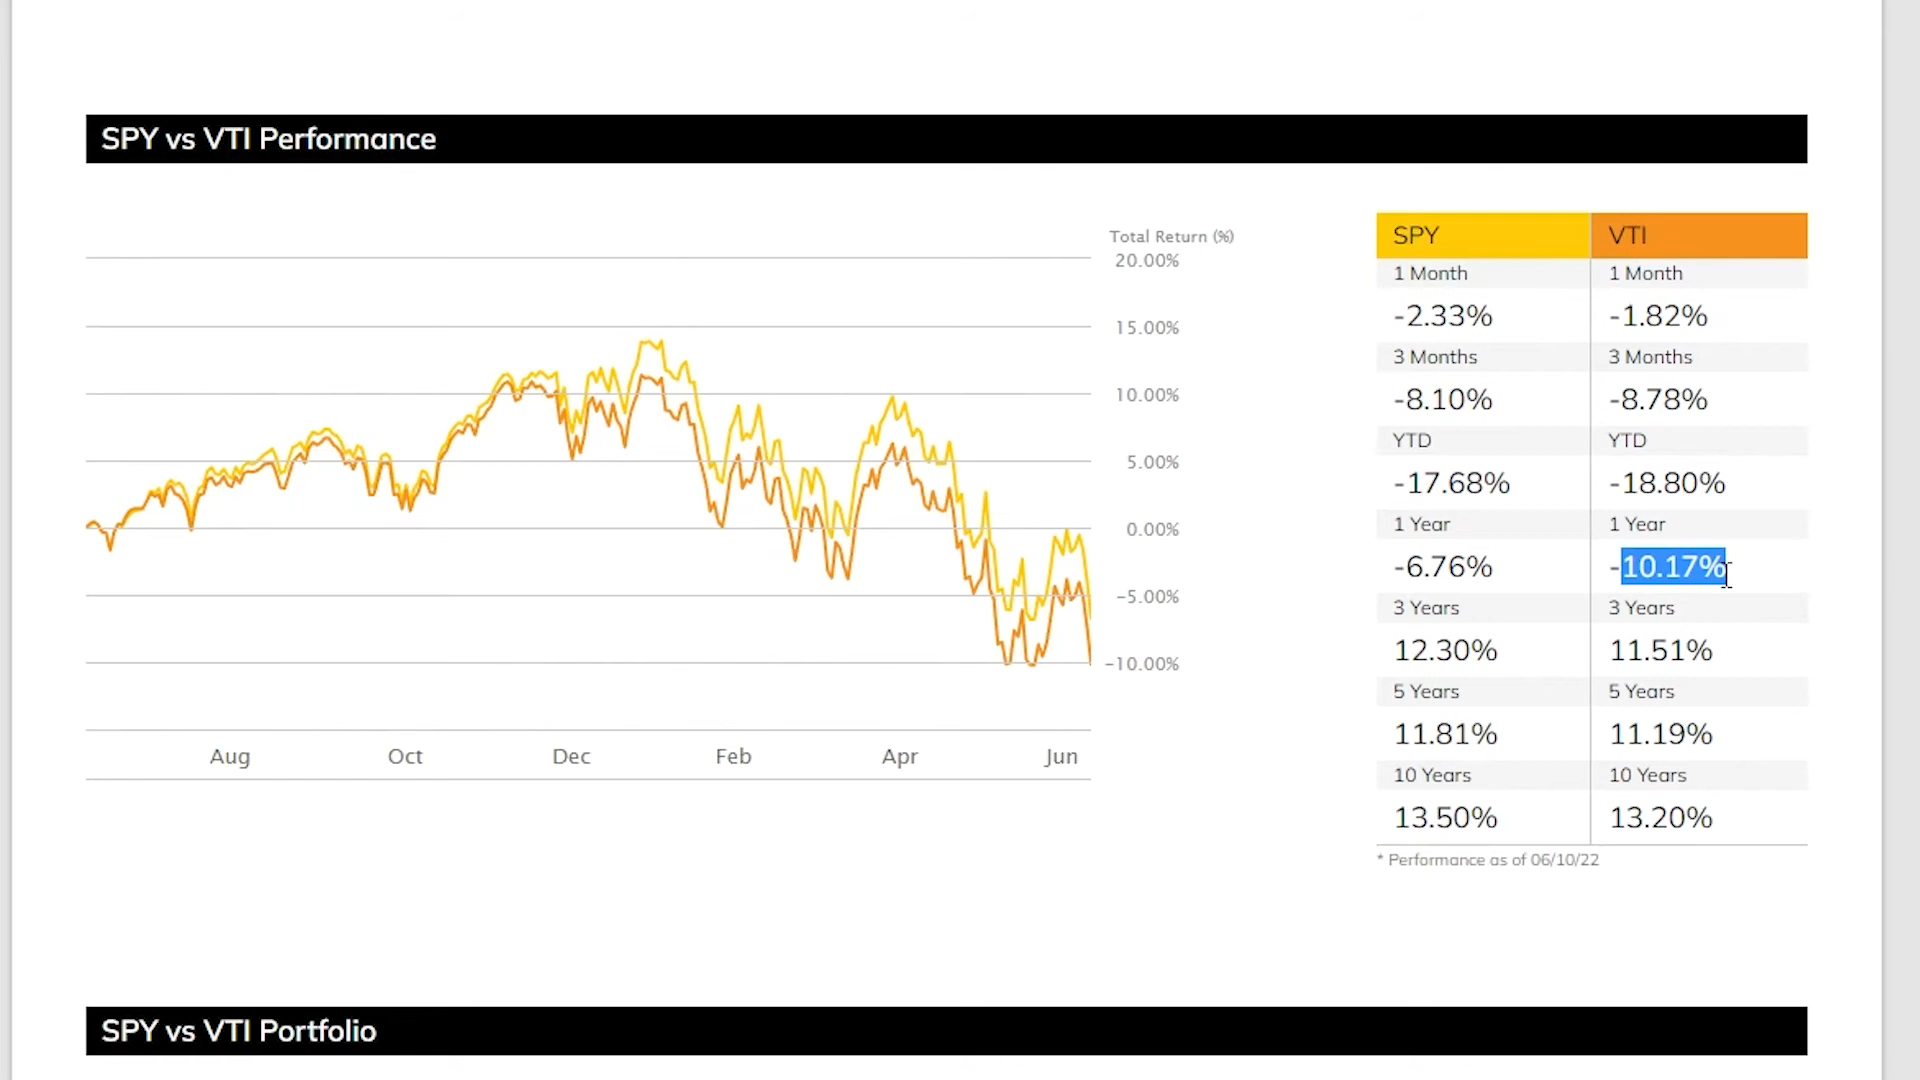 SPY vs VTI Performance
Total Return (%)
20.00%
15.00%
10.00%
5.00%
0.00%
-5.00%
-10.00%
Aug Oct Dec Feb Apr Jun
SPY VTI
1 Month 1 Month
-2.33% -1.82%
3 Months 3 Months
-8.10% -8.78%
YTD YTD
-17.68% -18.80%
1 Year 1 Year
-6.76% -10.17%
3 Years 3 Years
12.30% 11.51%
5 Years 5 Years
11.81% 11.19%
10 Years 10 Years
13.50% 13.20%
* Performance as of 06/10/22
SPY vs VTI Portfolio